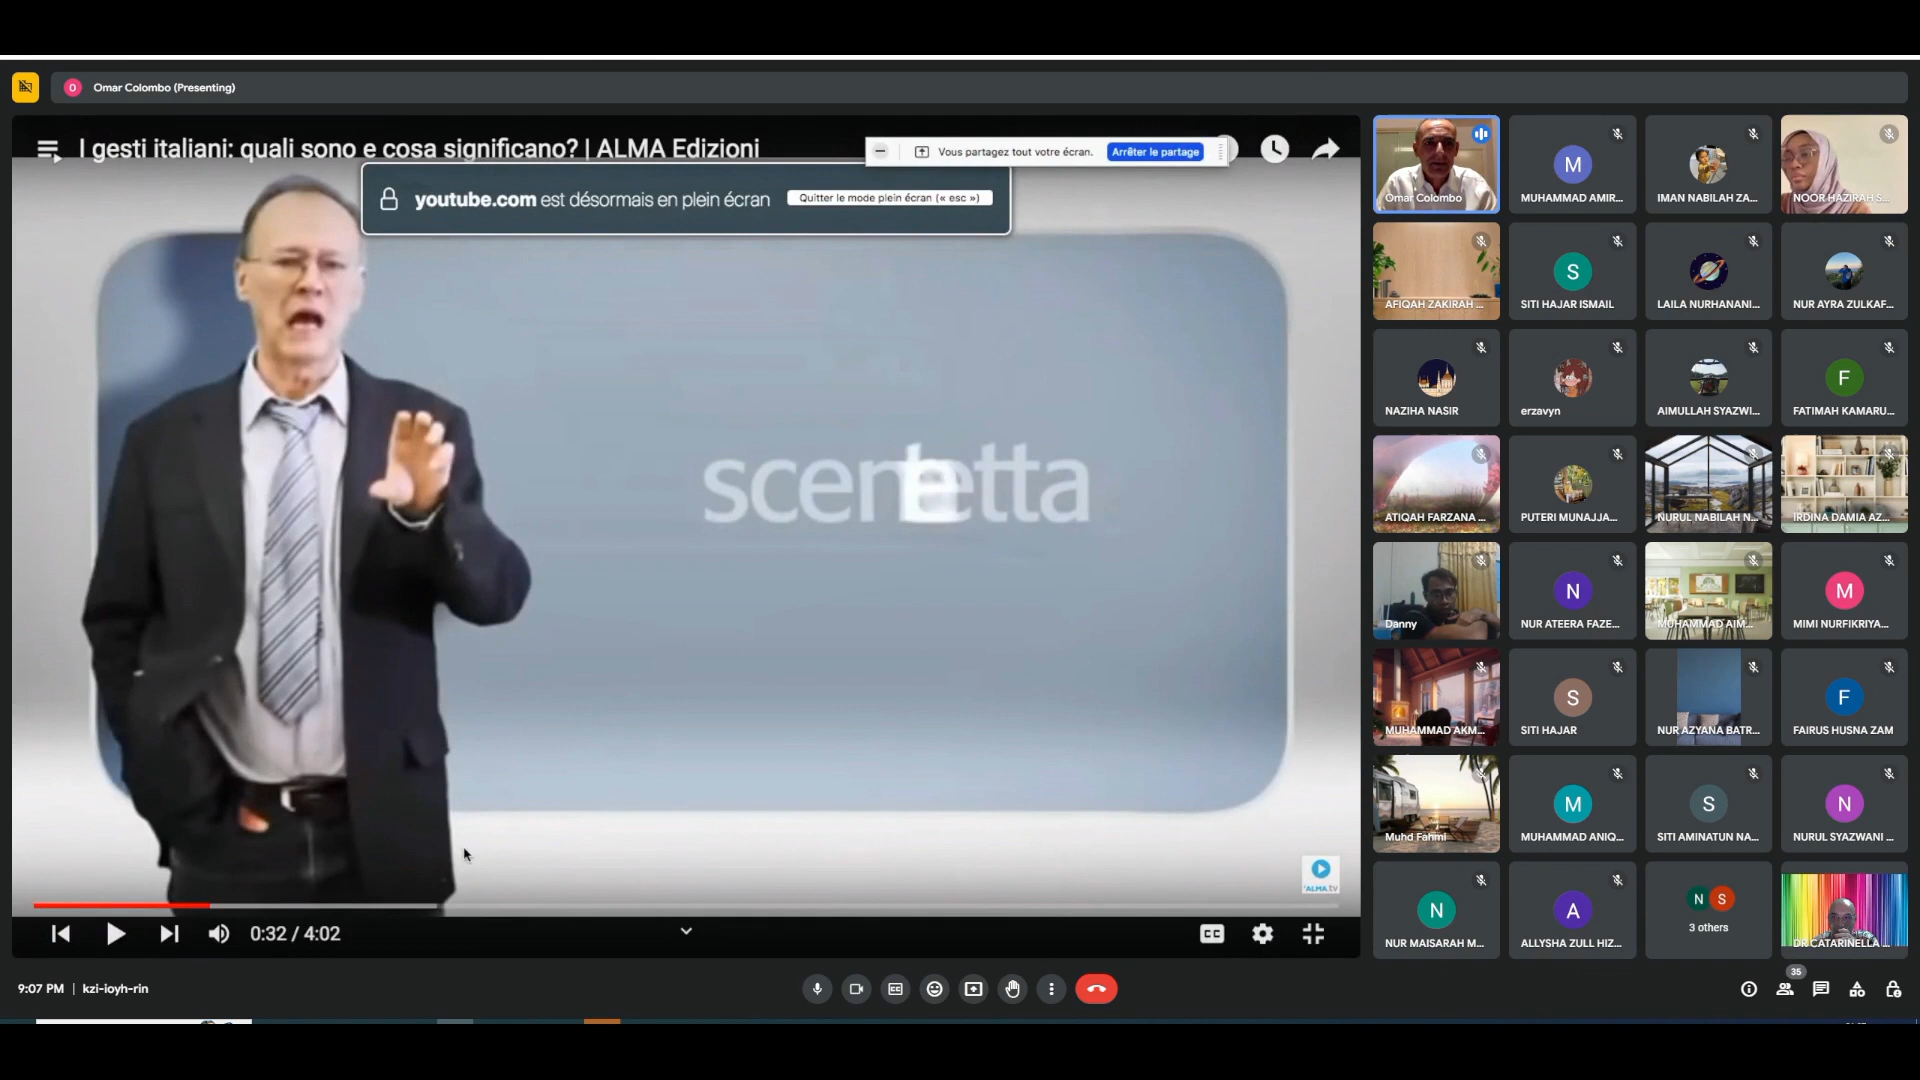 O Omar Colombo (Presenting)
I gesti italiani: quali sono e cosa significano? | ALMA Edizioni
Vous partagez tout votre écran. Arrêter le partage
youtube.com est désormais en plein écran Quitter le mode plein écran (« esc »)
ALMA.tv
0:32 / 4:02
CC
Omar Colombo
M
MUHAMMAD AMIR...
IMAN NABILAH ZA...
NOOR HAZIRAH S...
AFIQAH ZAKIRAH ...
S
SITI HAJAR ISMAIL
LAILA NURHANANI...
NUR AYRA ZULKAF...
NAZIHA NASIR
erzavyn
AIMULLAH SYAZWI...
F
FATIMAH KAMARU...
ATIQAH FARZANA ...
PUTERI MUNAJJA...
NURUL NABILAH N...
IRDINA DAMIA AZ...
Danny
N
NUR ATEERA FAZE...
MUHAMMAD AIM...
M
MIMI NURFIKRIYA...
MUHAMMAD AKM...
S
SITI HAJAR
NUR AZYANA BATR...
F
FAIRUS HUSNA ZAM
Muhd Fahmi
M
MUHAMMAD ANIQ...
S
SITI AMINATUN NA...
N
NURUL SYAZWANI ...
N
NUR MAISARAH M...
A
ALLYSHA ZULL HIZ...
N S
3 others
DR CATARINELLA ...
9:07 PM | kzi-ioyh-rin
35